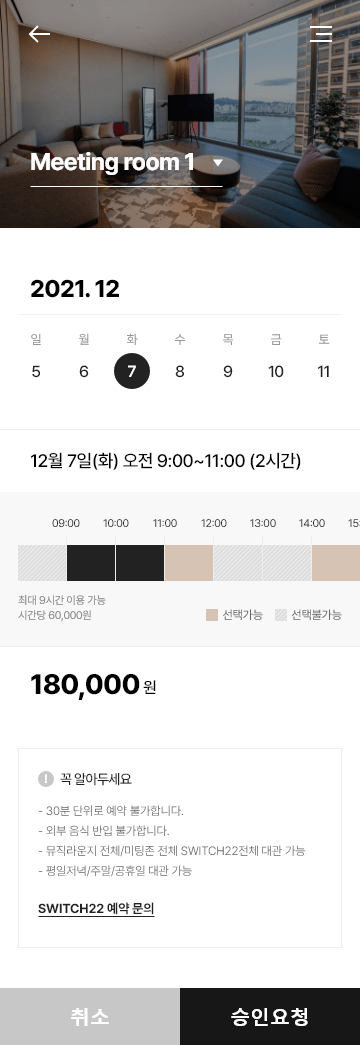 Meeting room 1
2021. 12
일 월 화 수 목 금 토
5 6 7 8 9 10 11
12월 7일(화) 오전 9:00~11:00 (2시간)
09:00 10:00 11:00 12:00 13:00 14:00 15:
최대 9시간 이용 가능
시간당 60,000원
선택가능 선택불가능
180,000 원
! 꼭 알아두세요
- 30분 단위로 예약 불가합니다.
- 외부 음식 반입 불가합니다.
- 뮤직라운지 전체/미팅존 전체 SWITCH22전체 대관 가능
- 평일저녁/주말/공휴일 대관 가능
SWITCH22 예약 문의
취소 승인요청